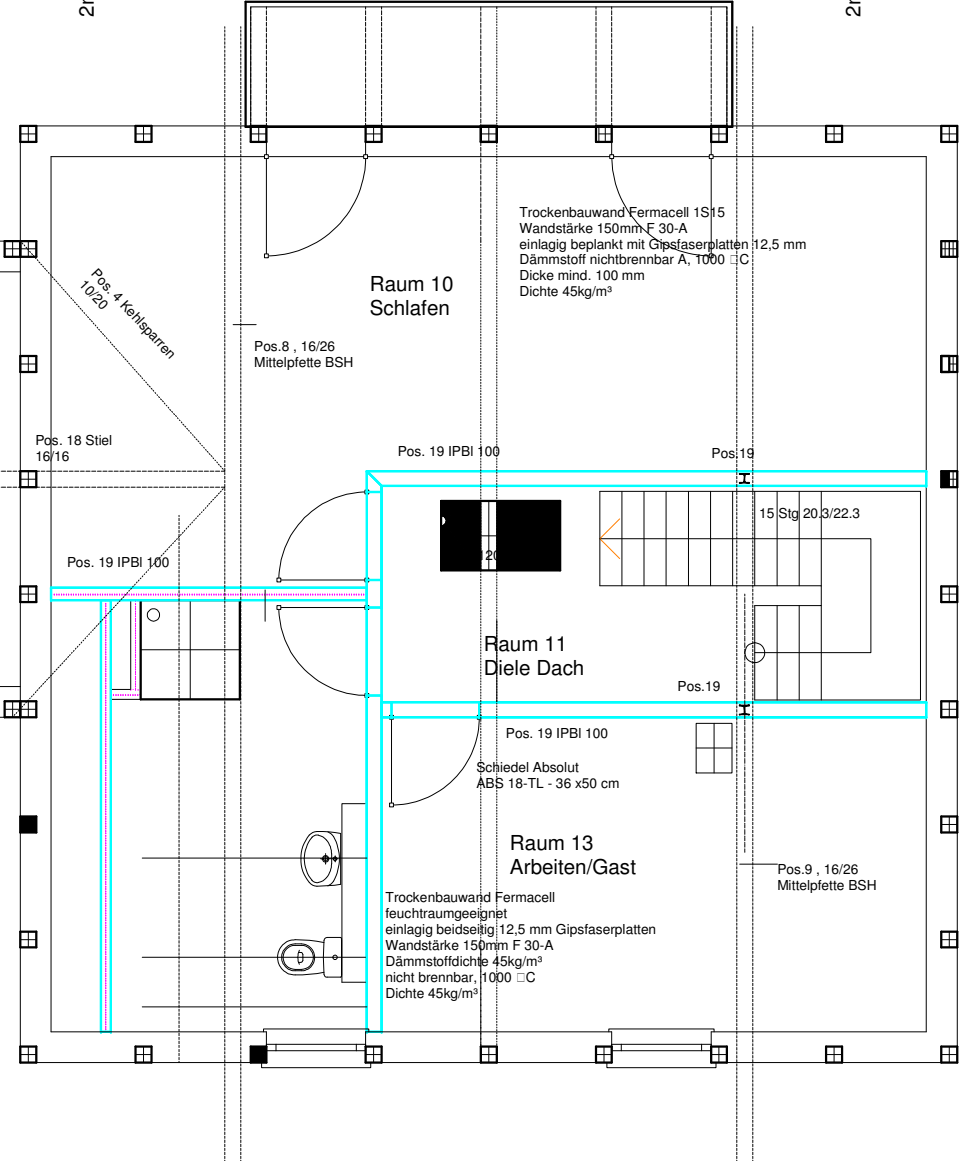 2r
2r
Trockenbauwand Fermacell 1S15
Wandstärke 150mm F 30-A
einlagig beplankt mit Gipsfaserplatten 12,5 mm
Dämmstoff nichtbrennbar A, 1000 □C
Dicke mind. 100 mm
Dichte 45kg/m³
Raum 10
Schlafen
Pos. 4 Kehlsparren
10/20
Pos.8 , 16/26
Mittelpfette BSH
Pos. 18 Stiel
16/16
Pos. 19 IPBl 100
Pos.19
15 Stg 20.3/22.3
120
Pos. 19 IPBl 100
Raum 11
Diele Dach
Pos.19
Pos. 19 IPBl 100
Schiedel Absolut
ABS 18-TL - 36 x50 cm
Raum 13
Arbeiten/Gast
Pos.9 , 16/26
Mittelpfette BSH
Trockenbauwand Fermacell
feuchtraumgeeignet
einlagig beidseitig 12,5 mm Gipsfaserplatten
Wandstärke 150mm F 30-A
Dämmstoffdichte 45kg/m³
nicht brennbar, 1000 □C
Dichte 45kg/m³